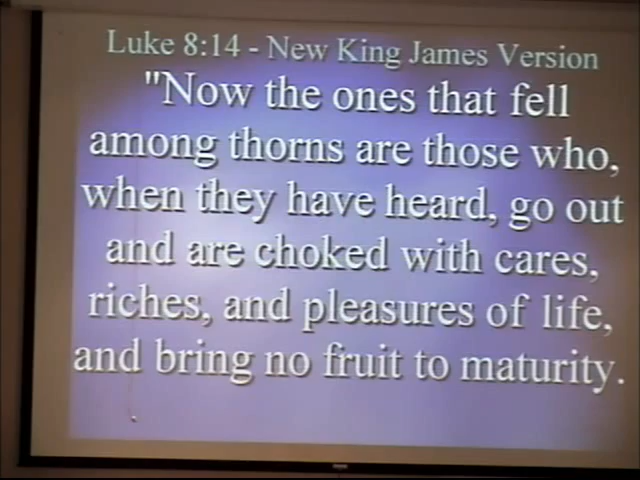 Luke 8:14 - New King James Version
"Now the ones that fell
among thorns are those who,
when they have heard, go out
and are choked with cares,
riches, and pleasures of life,
and bring no fruit to maturity.